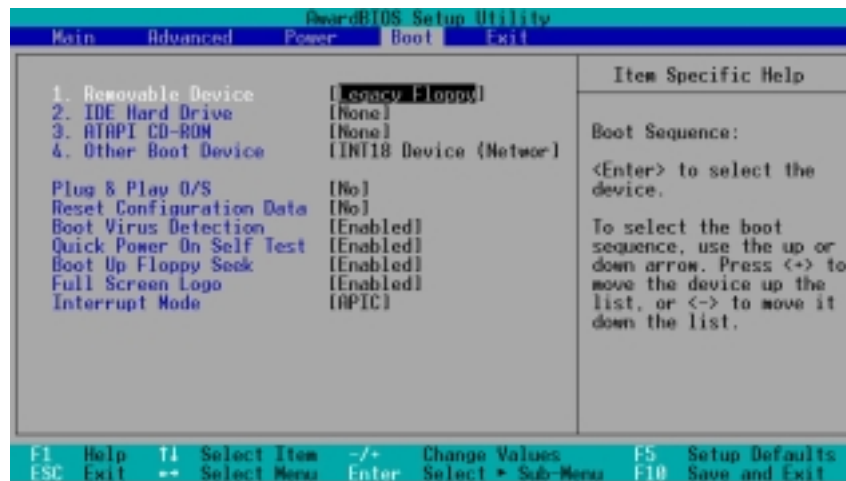 AwardBIOS Setup Utility
Main Advanced Power Boot Exit
1. Removable Device [Legacy Floppy]
2. IDE Hard Drive [None]
3. ATAPI CD-ROM [None]
4. Other Boot Device [INT18 Device (Networ]
Plug & Play O/S [No]
Reset Configuration Data [No]
Boot Virus Detection [Enabled]
Quick Power On Self Test [Enabled]
Boot Up Floppy Seek [Enabled]
Full Screen Logo [Enabled]
Interrupt Mode [APIC]
Item Specific Help
Boot Sequence:
<Enter> to select the
device.
To select the boot
sequence, use the up or
down arrow. Press <+> to
move the device up the
list, or <-> to move it
down the list.
F1 Help ↑↓ Select Item -/+ Change Values F5 Setup Defaults
ESC Exit ←→ Select Menu Enter Select ► Sub-Menu F10 Save and Exit